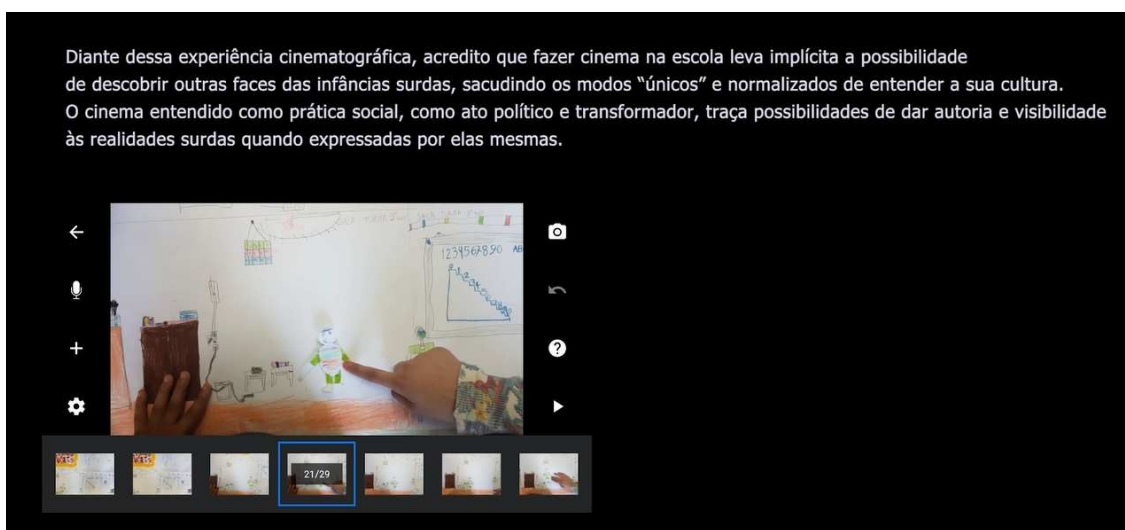 Diante dessa experiência cinematográfica, acredito que fazer cinema na escola leva implícita a possibilidade
de descobrir outras faces das infâncias surdas, sacudindo os modos “únicos” e normalizados de entender a sua cultura.
O cinema entendido como prática social, como ato político e transformador, traça possibilidades de dar autoria e visibilidade
às realidades surdas quando expressadas por elas mesmas.
1234567890 AB
21/29